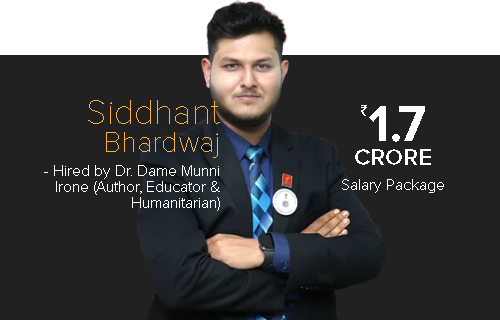 Siddhant
Bhardwaj
- Hired by Dr. Dame Munni
Irone (Author, Educator &
Humanitarian)
₹1.7
CRORE
Salary Package